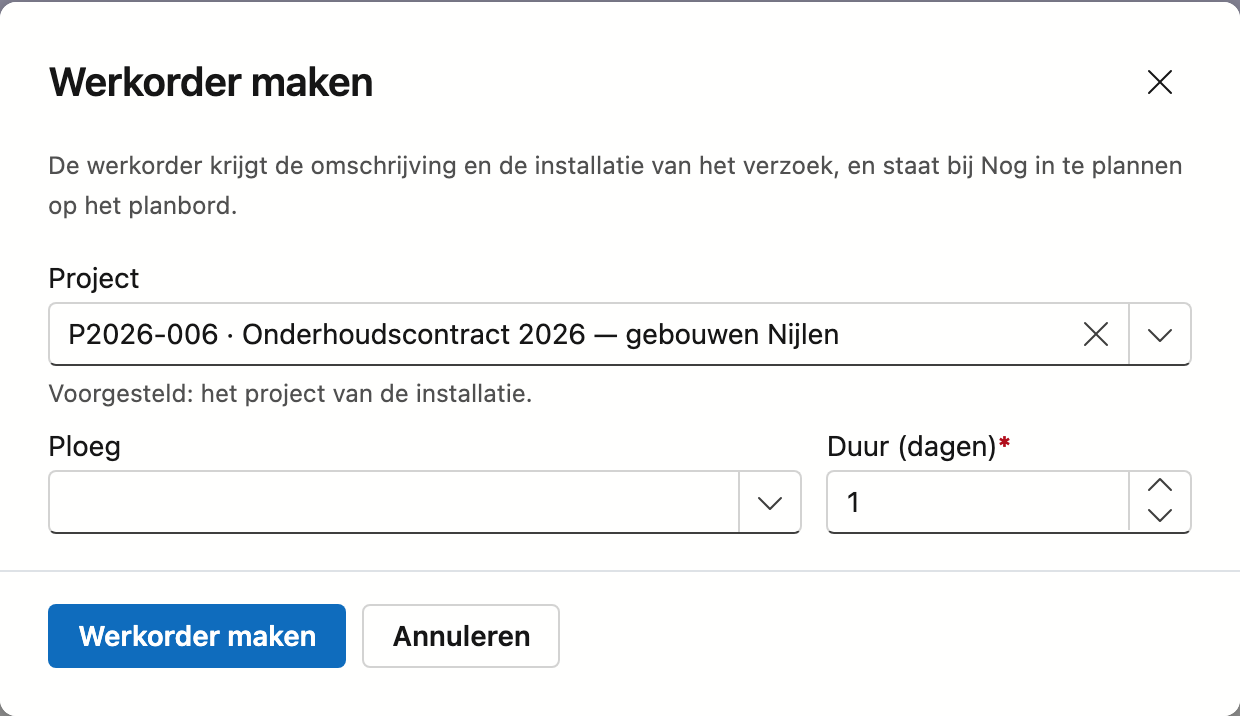 Werkorder maken
De werkorder krijgt de omschrijving en de installatie van het verzoek, en staat bij Nog in te plannen
op het planbord.
Project
P2026-006 · Onderhoudscontract 2026 — gebouwen Nijlen
Voorgesteld: het project van de installatie.
Ploeg
Duur (dagen)*
1
Werkorder maken
Annuleren